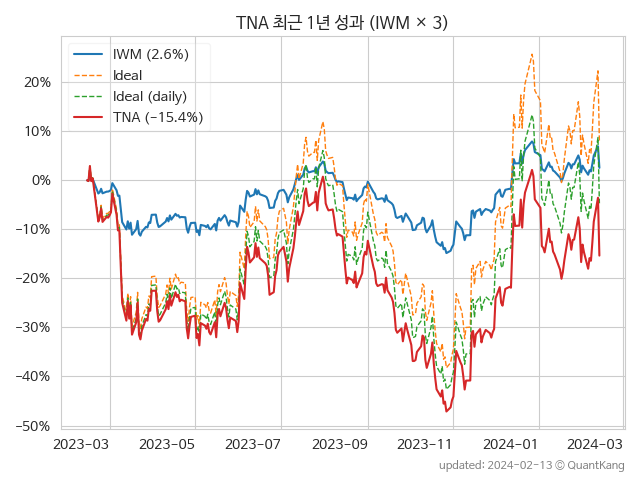 TNA 최근 1년 성과 (IWM × 3)
IWM (2.6%)
Ideal
Ideal (daily)
TNA (−15.4%)
20%
10%
0%
−10%
−20%
−30%
−40%
−50%
2023-03 2023-05 2023-07 2023-09 2023-11 2024-01 2024-03
updated: 2024-02-13 ⓒ QuantKang